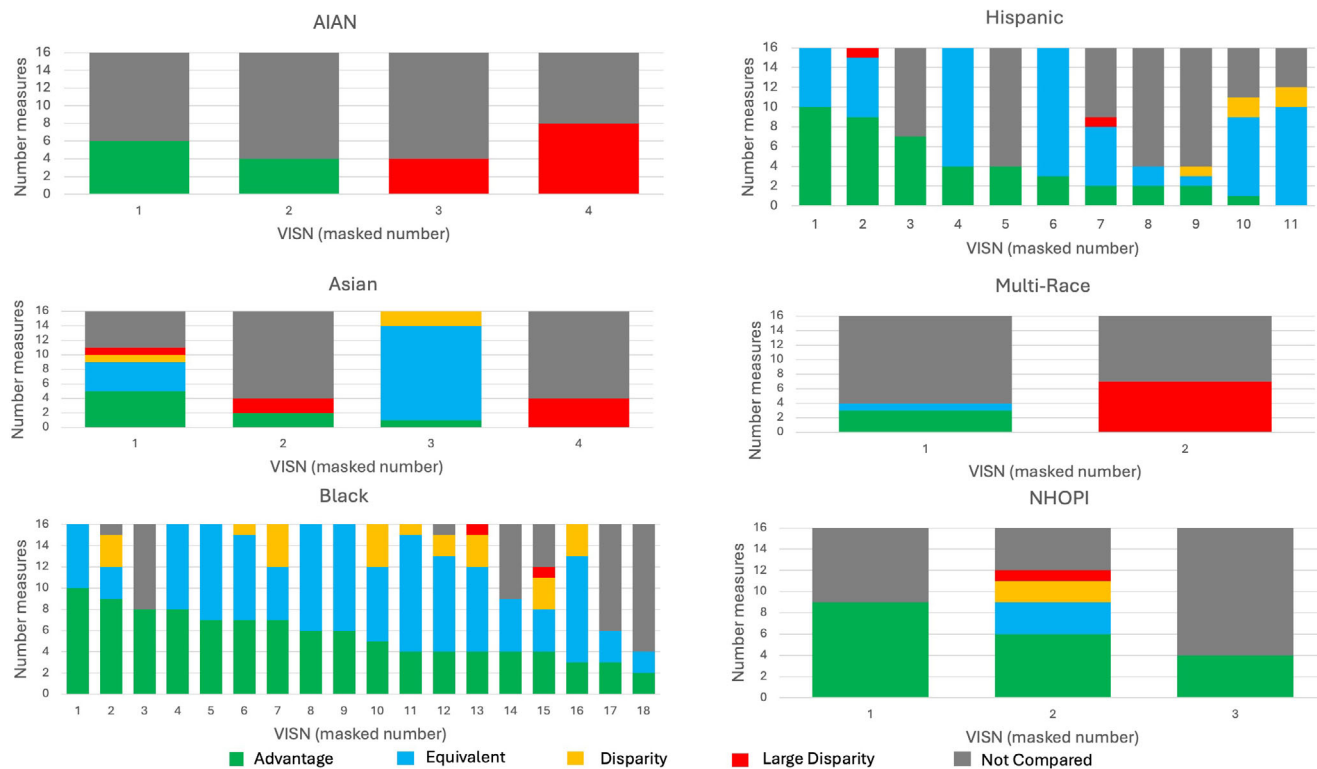 AIAN
Number measures
16
14
12
10
8
6
4
2
0
1 2 3 4
VISN (masked number)
Hispanic
Number measures
16
14
12
10
8
6
4
2
0
1 2 3 4 5 6 7 8 9 10 11
VISN (masked number)
Asian
Number measures
16
14
12
10
8
6
4
2
0
1 2 3 4
VISN (masked number)
Multi-Race
Number measures
16
14
12
10
8
6
4
2
0
1 2
VISN (masked number)
Black
Number measures
16
14
12
10
8
6
4
2
0
1 2 3 4 5 6 7 8 9 10 11 12 13 14 15 16 17 18
VISN (masked number)
NHOPI
Number measures
16
14
12
10
8
6
4
2
0
1 2 3
VISN (masked number)
Advantage Equivalent Disparity Large Disparity Not Compared